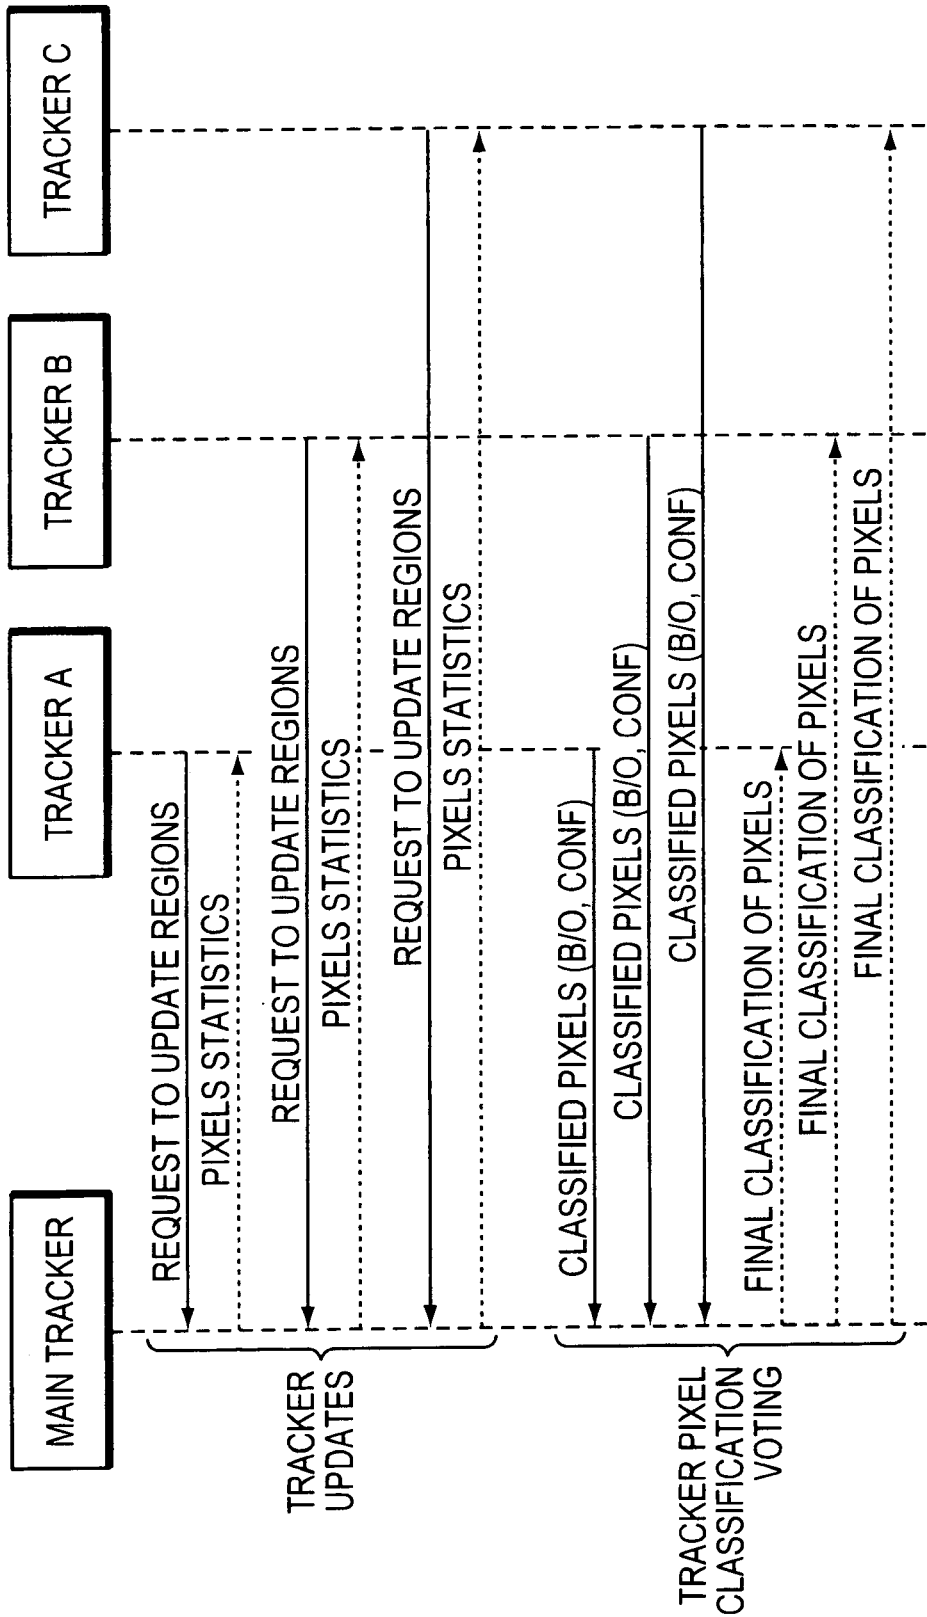 MAIN TRACKER
TRACKER A
TRACKER B
TRACKER C
TRACKER
UPDATES
REQUEST TO UPDATE REGIONS
PIXELS STATISTICS
REQUEST TO UPDATE REGIONS
PIXELS STATISTICS
REQUEST TO UPDATE REGIONS
PIXELS STATISTICS
TRACKER PIXEL
CLASSIFICATION
VOTING
CLASSIFIED PIXELS (B/O, CONF)
CLASSIFIED PIXELS (B/O, CONF)
CLASSIFIED PIXELS (B/O, CONF)
FINAL CLASSIFICATION OF PIXELS
FINAL CLASSIFICATION OF PIXELS
FINAL CLASSIFICATION OF PIXELS